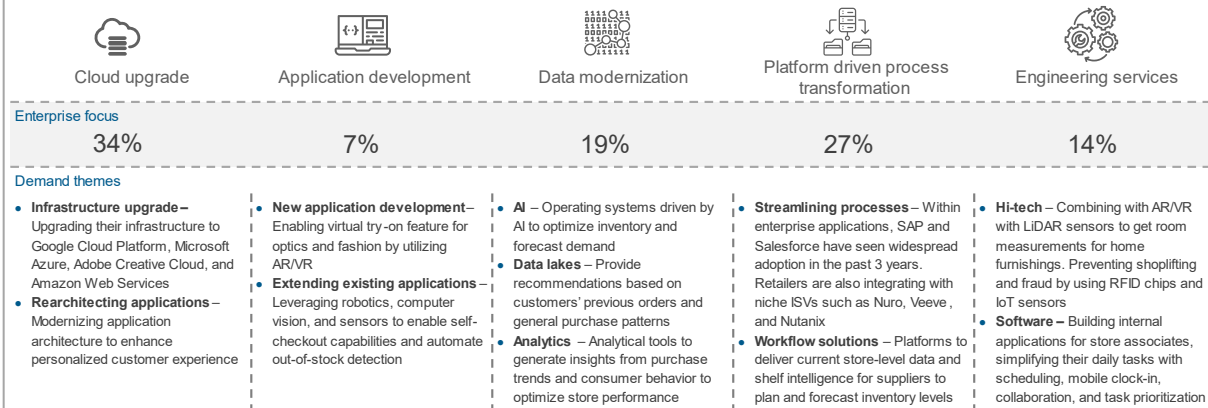 Cloud upgrade
Application development
Data modernization
Platform driven process
transformation
Engineering services
Enterprise focus
34%
7%
19%
27%
14%
Demand themes
• Infrastructure upgrade –
Upgrading their infrastructure to
Google Cloud Platform, Microsoft
Azure, Adobe Creative Cloud, and
Amazon Web Services
• Rearchitecting applications –
Modernizing application
architecture to enhance
personalized customer experience
• New application development –
Enabling virtual try-on feature for
optics and fashion by utilizing
AR/VR
• Extending existing applications –
Leveraging robotics, computer
vision, and sensors to enable self-
checkout capabilities and automate
out-of-stock detection
• AI – Operating systems driven by
AI to optimize inventory and
forecast demand
• Data lakes – Provide
recommendations based on
customers' previous orders and
general purchase patterns
• Analytics – Analytical tools to
generate insights from purchase
trends and consumer behavior to
optimize store performance
• Streamlining processes – Within
enterprise applications, SAP and
Salesforce have seen widespread
adoption in the past 3 years.
Retailers are also integrating with
niche ISVs such as Nuro, Veeve,
and Nutanix
• Workflow solutions – Platforms to
deliver current store-level data and
shelf intelligence for suppliers to
plan and forecast inventory levels
• Hi-tech – Combining with AR/VR
with LiDAR sensors to get room
measurements for home
furnishings. Preventing shoplifting
and fraud by using RFID chips and
IoT sensors
• Software – Building internal
applications for store associates,
simplifying their daily tasks with
scheduling, mobile clock-in,
collaboration, and task prioritization